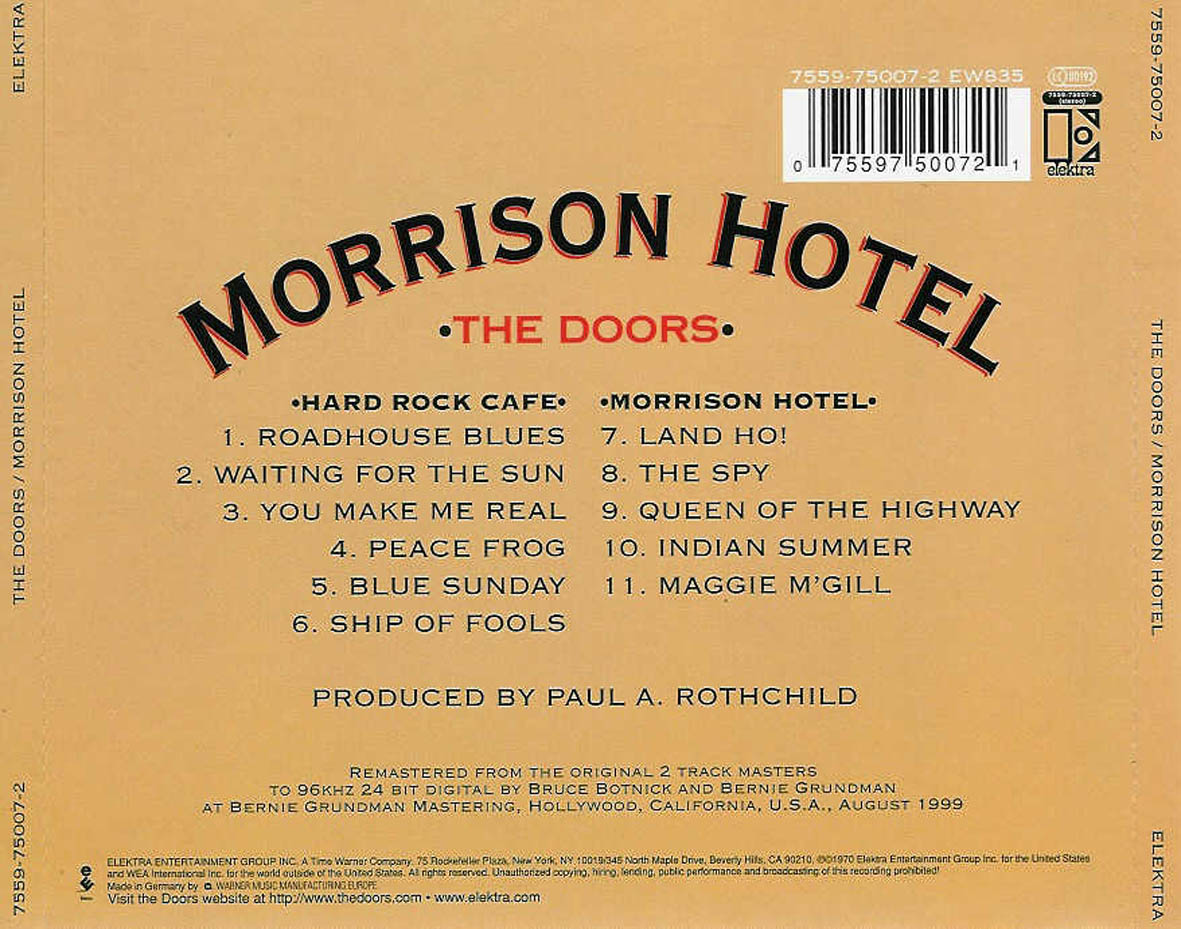 ELEKTRA
THE DOORS / MORRISON HOTEL
7559-75007-2
7559-75007-2 EW835
LC 00192
0 75597 50072 1
7559-75007-2
(stereo)
elektra
MORRISON HOTEL
•THE DOORS•
•HARD ROCK CAFE•
1. ROADHOUSE BLUES
2. WAITING FOR THE SUN
3. YOU MAKE ME REAL
4. PEACE FROG
5. BLUE SUNDAY
6. SHIP OF FOOLS
•MORRISON HOTEL•
7. LAND HO!
8. THE SPY
9. QUEEN OF THE HIGHWAY
10. INDIAN SUMMER
11. MAGGIE M'GILL
PRODUCED BY PAUL A. ROTHCHILD
REMASTERED FROM THE ORIGINAL 2 TRACK MASTERS
TO 96KHZ 24 BIT DIGITAL BY BRUCE BOTNICK AND BERNIE GRUNDMAN
AT BERNIE GRUNDMAN MASTERING, HOLLYWOOD, CALIFORNIA, U.S.A., AUGUST 1999
ELEKTRA ENTERTAINMENT GROUP INC. A Time Warner Company. 75 Rockefeller Plaza, New York, NY 10019/345 North Maple Drive, Beverly Hills, CA 90210. ℗©1970 Elektra Entertainment Group Inc. for the United States
and WEA International Inc. for the world outside of the United States. All rights reserved. Unauthorized copying, hiring, lending, public performance and broadcasting of this recording prohibited!
Made in Germany by WARNER MUSIC MANUFACTURING EUROPE
Visit the Doors website at http://www.thedoors.com • www.elektra.com
7559-75007-2
THE DOORS / MORRISON HOTEL
ELEKTRA